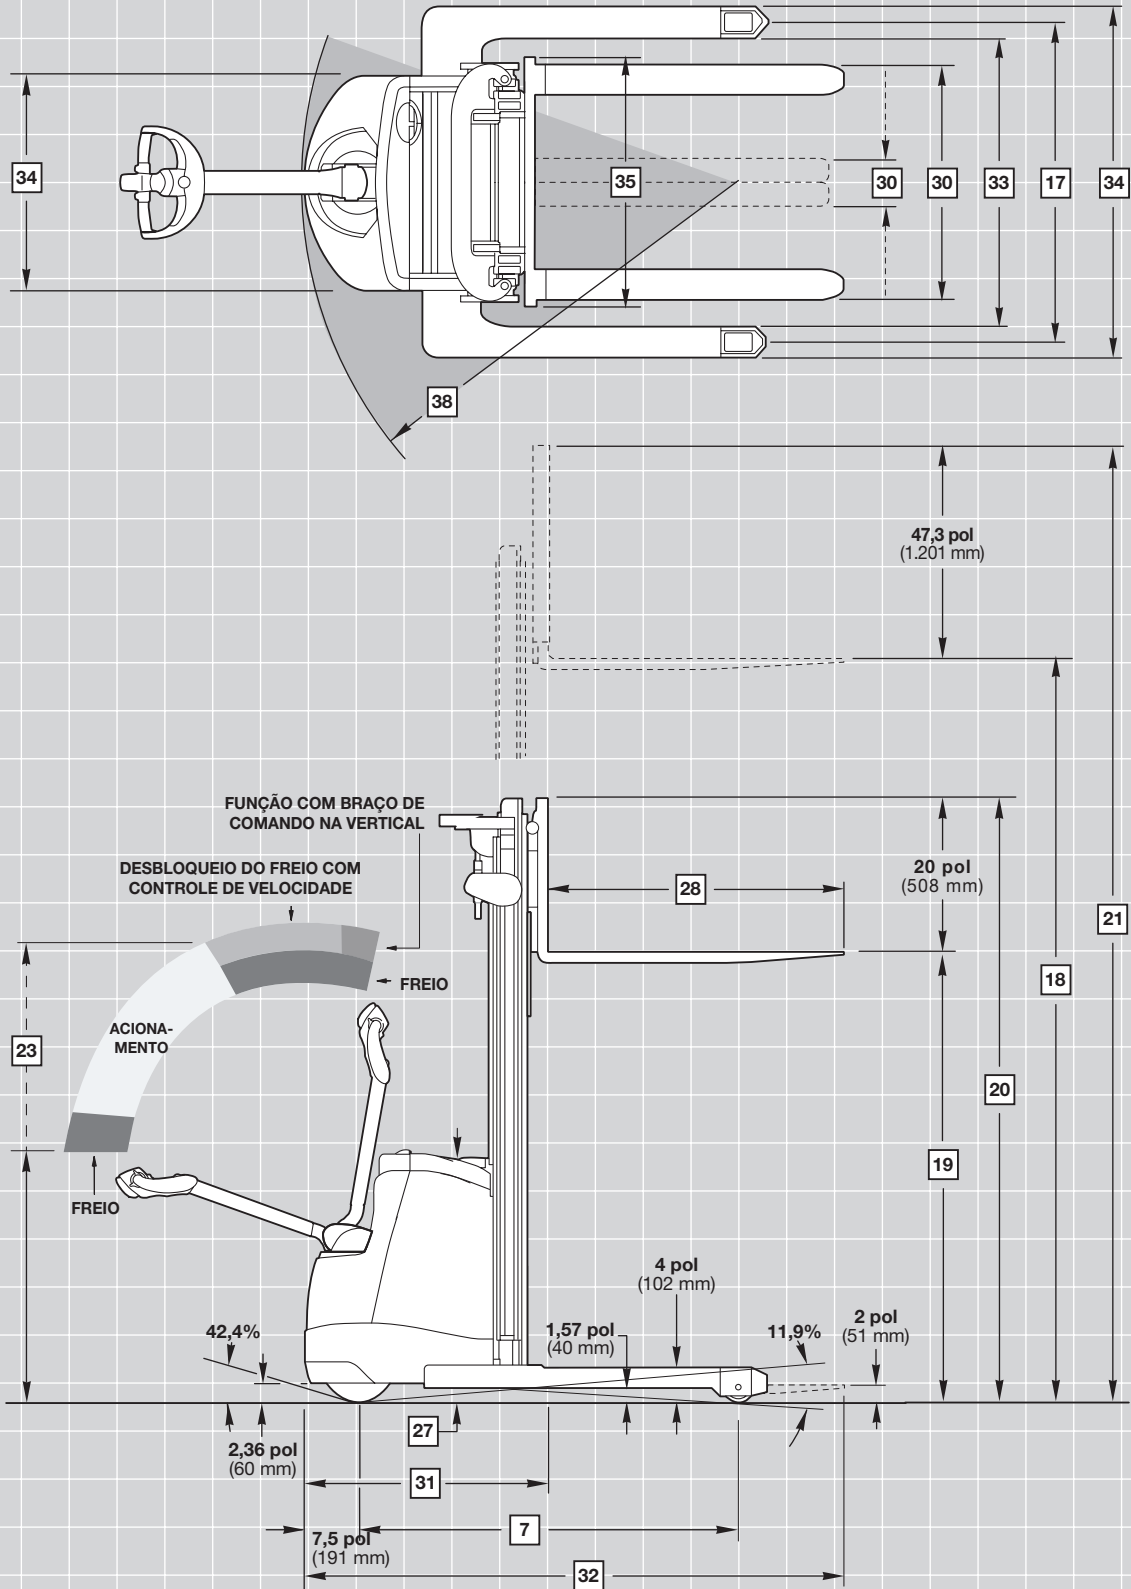 34
35
30
30
33
17
34
38
47,3 pol
(1.201 mm)
FUNÇÃO COM BRAÇO DE
COMANDO NA VERTICAL
DESBLOQUEIO DO FREIO COM
CONTROLE DE VELOCIDADE
20 pol
(508 mm)
28
21
18
FREIO
ACIONA-
MENTO
23
20
19
FREIO
4 pol
(102 mm)
42,4%
1,57 pol
(40 mm)
11,9%
2 pol
(51 mm)
27
2,36 pol
(60 mm)
31
7,5 pol
(191 mm)
7
32